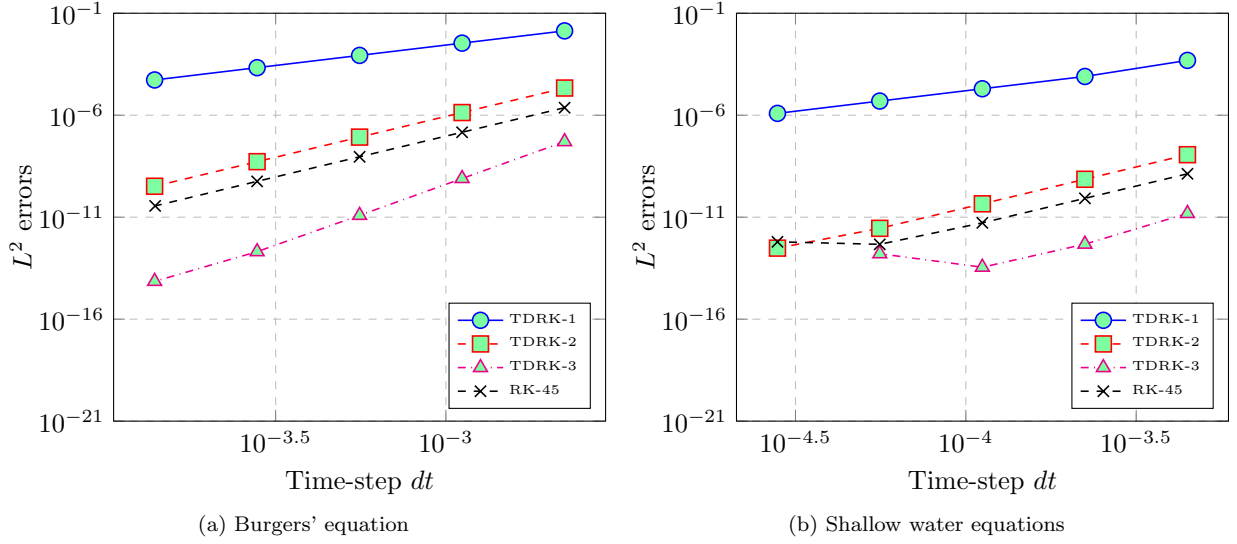 10^{-1}
10^{-6}
10^{-11}
10^{-16}
10^{-21}
L^2 errors
10^{-3.5}
10^{-3}
Time-step dt
TDRK-1
TDRK-2
TDRK-3
RK-45
(a) Burgers' equation
10^{-1}
10^{-6}
10^{-11}
10^{-16}
10^{-21}
L^2 errors
10^{-4.5}
10^{-4}
10^{-3.5}
Time-step dt
TDRK-1
TDRK-2
TDRK-3
RK-45
(b) Shallow water equations